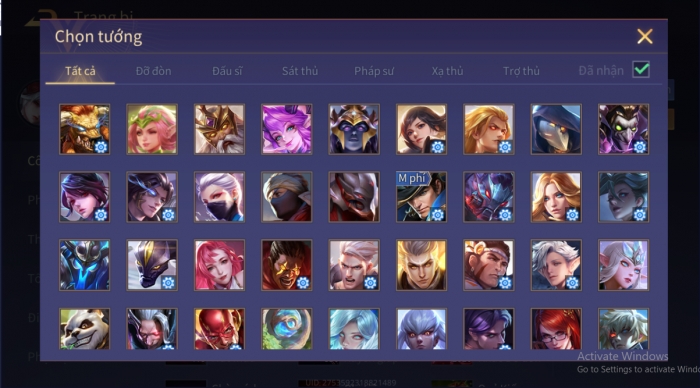 Trang bị
Chọn tướng
Tất cả
Đỡ đòn
Đấu sĩ
Sát thủ
Pháp sư
Xạ thủ
Trợ thủ
Đã nhận
M phí
Activate Windows
Go to Settings to activate Wind